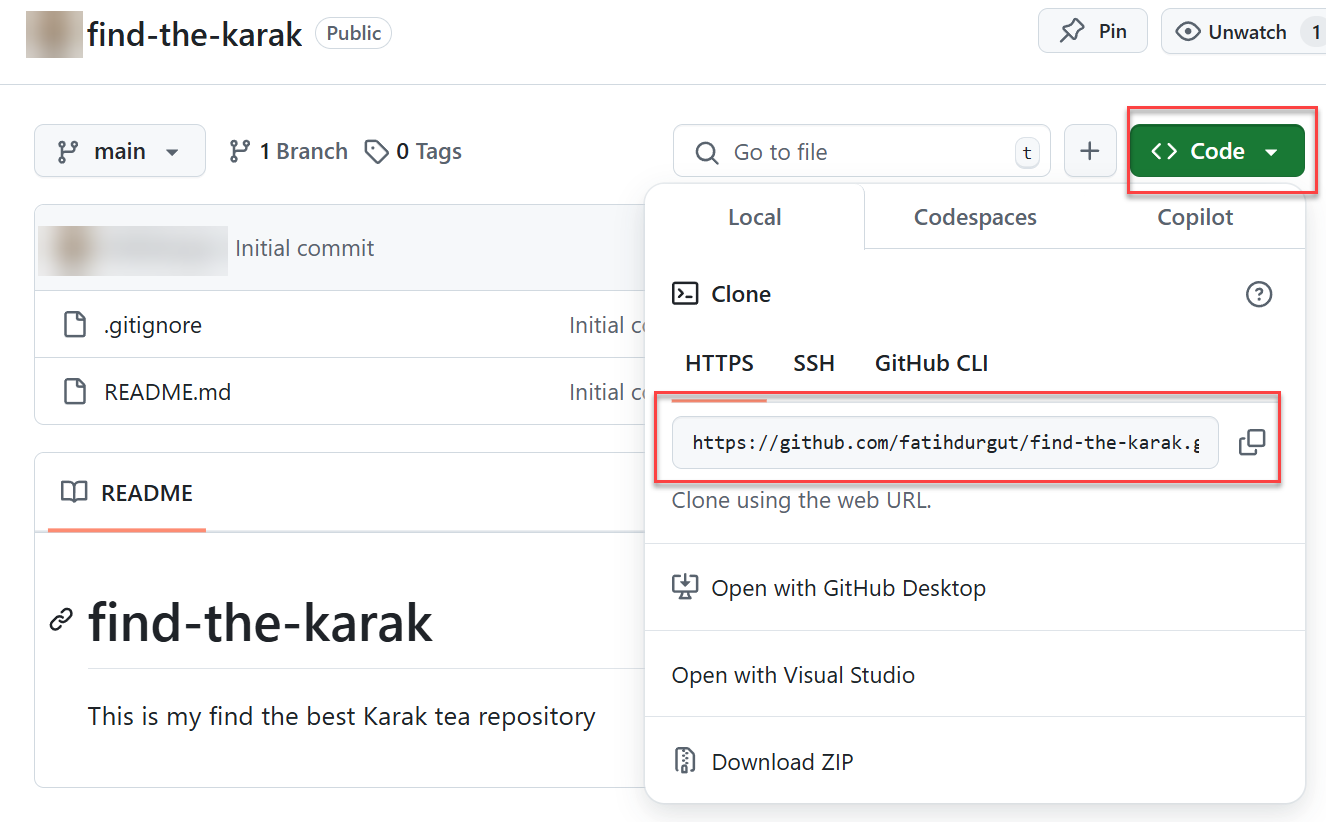 find-the-karak Public
Pin
Unwatch 1
main
1 Branch
0 Tags
Go to file
t
Code
Initial commit
.gitignore Initial co
README.md Initial co
README
find-the-karak
This is my find the best Karak tea repository
Local Codespaces Copilot
Clone
HTTPS SSH GitHub CLI
https://github.com/fatihdurgut/find-the-karak.g
Clone using the web URL.
Open with GitHub Desktop
Open with Visual Studio
Download ZIP